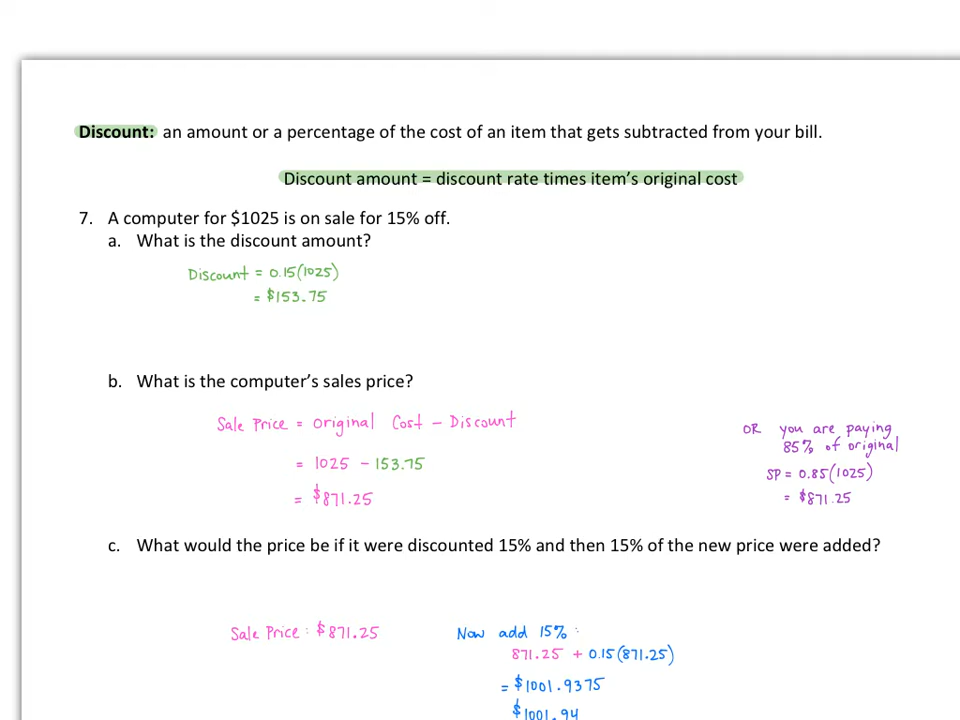 Discount: an amount or a percentage of the cost of an item that gets subtracted from your bill.
Discount amount = discount rate times item's original cost
7. A computer for $1025 is on sale for 15% off.
a. What is the discount amount?
Discount = 0.15(1025)
= $153.75
b. What is the computer's sales price?
Sale Price = Original Cost - Discount
= 1025 - 153.75
= $871.25
OR you are paying
85% of original
SP = 0.85(1025)
= $871.25
c. What would the price be if it were discounted 15% and then 15% of the new price were added?
Sale Price: $871.25
Now add 15%:
871.25 + 0.15(871.25)
= $1001.9375
$1001.94